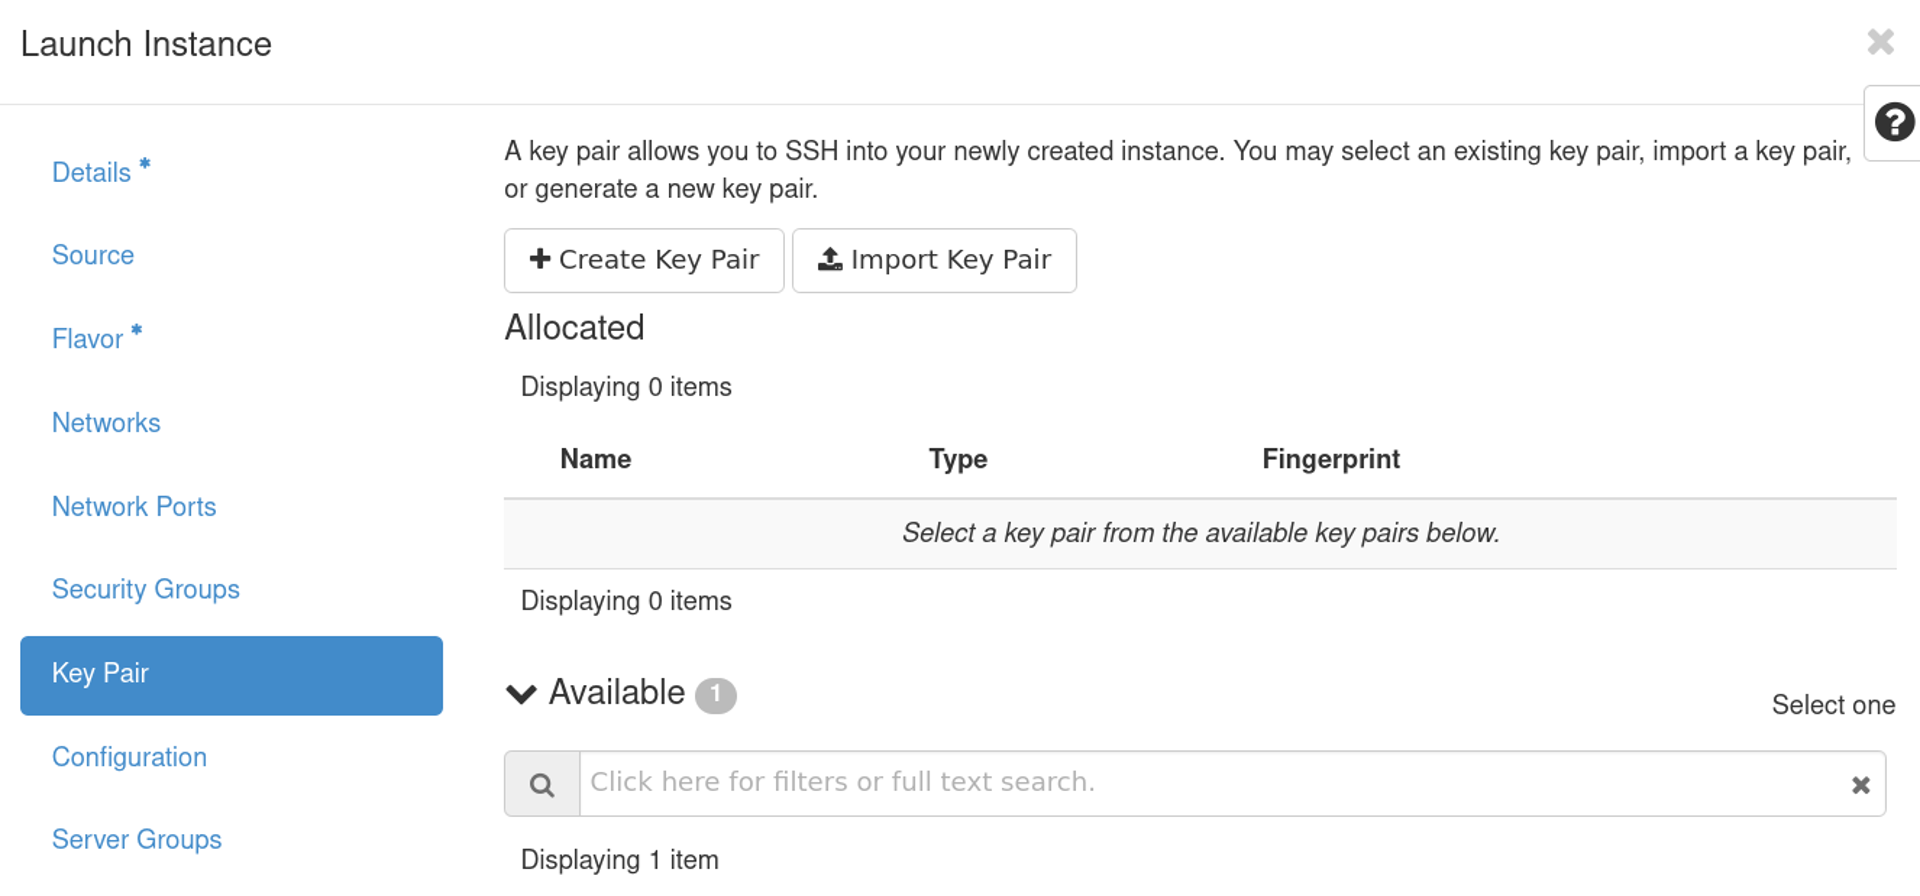 Launch Instance
Details *
Source
Flavor *
Networks
Network Ports
Security Groups
Key Pair
Configuration
Server Groups
A key pair allows you to SSH into your newly created instance. You may select an existing key pair, import a key pair,
or generate a new key pair.
Create Key Pair
Import Key Pair
Allocated
Displaying 0 items
Name Type Fingerprint
Select a key pair from the available key pairs below.
Displaying 0 items
Available 1
Select one
Click here for filters or full text search.
Displaying 1 item